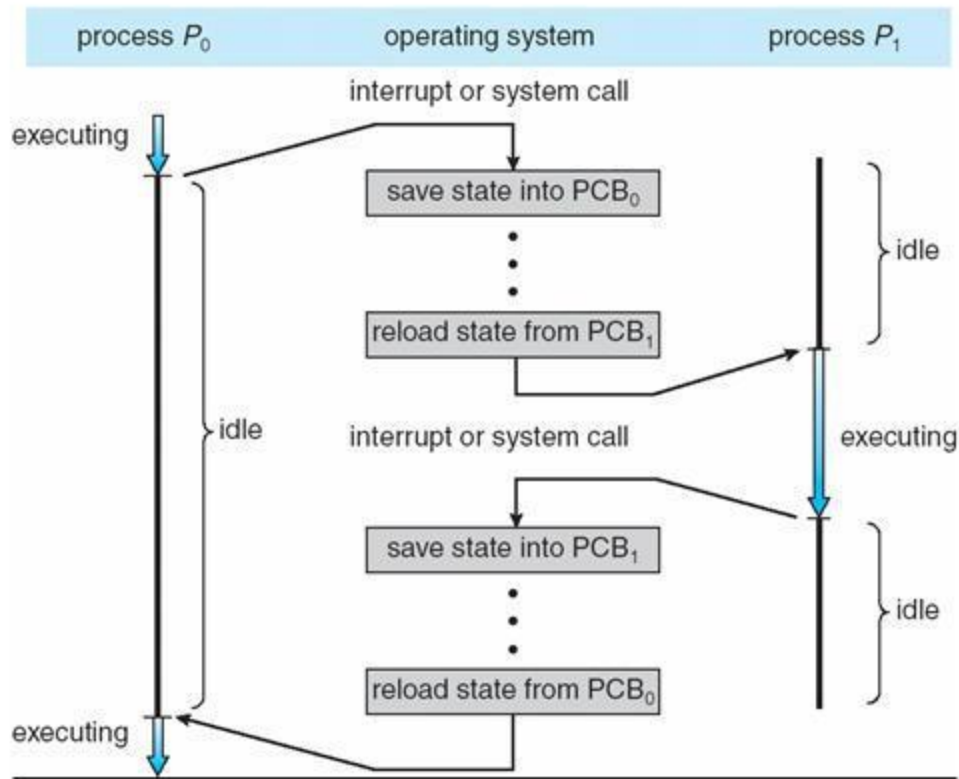 process P₀
operating system
process P₁
interrupt or system call
executing
save state into PCB₀
idle
reload state from PCB₁
idle
interrupt or system call
executing
save state into PCB₁
idle
reload state from PCB₀
executing